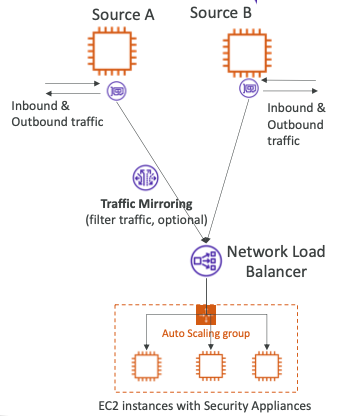 Source A
Source B
Inbound &
Outbound traffic
Inbound &
Outbound
traffic
Traffic Mirroring
(filter traffic, optional)
Network Load
Balancer
Auto Scaling group
EC2 instances with Security Appliances